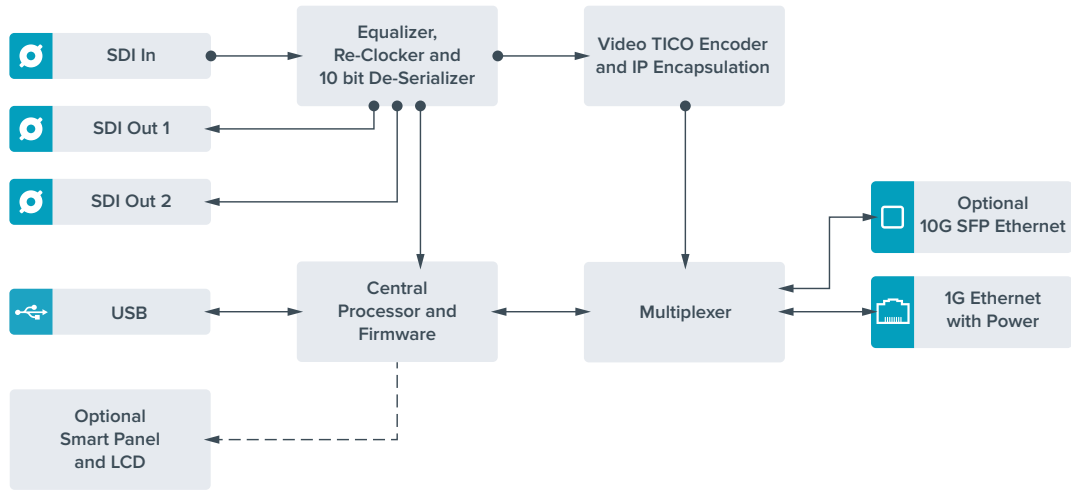 SDI In
Equalizer,
Re-Clocker and
10 bit De-Serializer
Video TICO Encoder
and IP Encapsulation
SDI Out 1
SDI Out 2
Optional
10G SFP Ethernet
USB
Central
Processor and
Firmware
Multiplexer
1G Ethernet
with Power
Optional
Smart Panel
and LCD